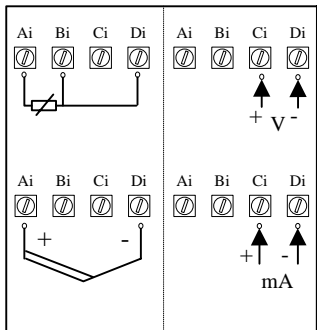 Ai Bi Ci Di
Ai Bi Ci Di
+ V -
Ai Bi Ci Di
+ -
Ai Bi Ci Di
+ -
mA